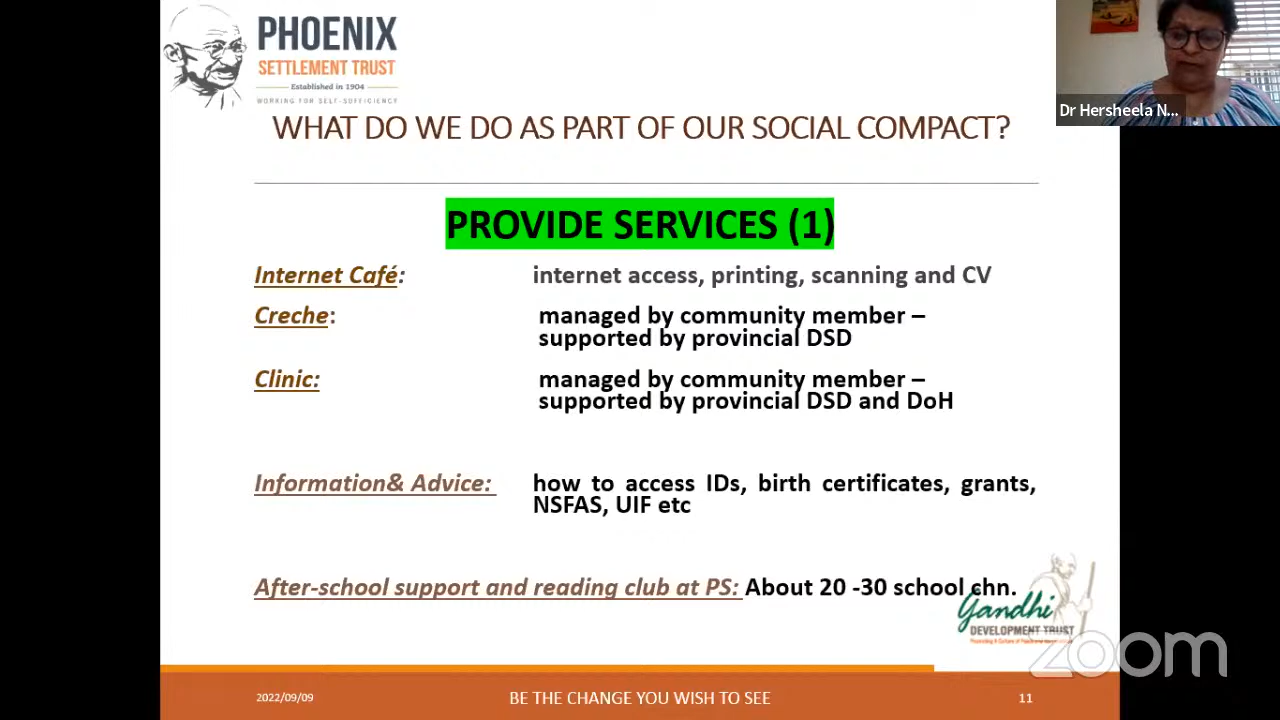 PHOENIX
SETTLEMENT TRUST
Established in 1904
WORKING FOR SELF-SUFFICIENCY
Dr Hersheela N...
WHAT DO WE DO AS PART OF OUR SOCIAL COMPACT?
PROVIDE SERVICES (1)
Internet Café: internet access, printing, scanning and CV
Creche: managed by community member –
supported by provincial DSD
Clinic: managed by community member –
supported by provincial DSD and DoH
Information& Advice: how to access IDs, birth certificates, grants,
NSFAS, UIF etc
After-school support and reading club at PS: About 20 -30 school chn.
Gandhi
DEVELOPMENT TRUST
zoom
2022/09/09
BE THE CHANGE YOU WISH TO SEE
11